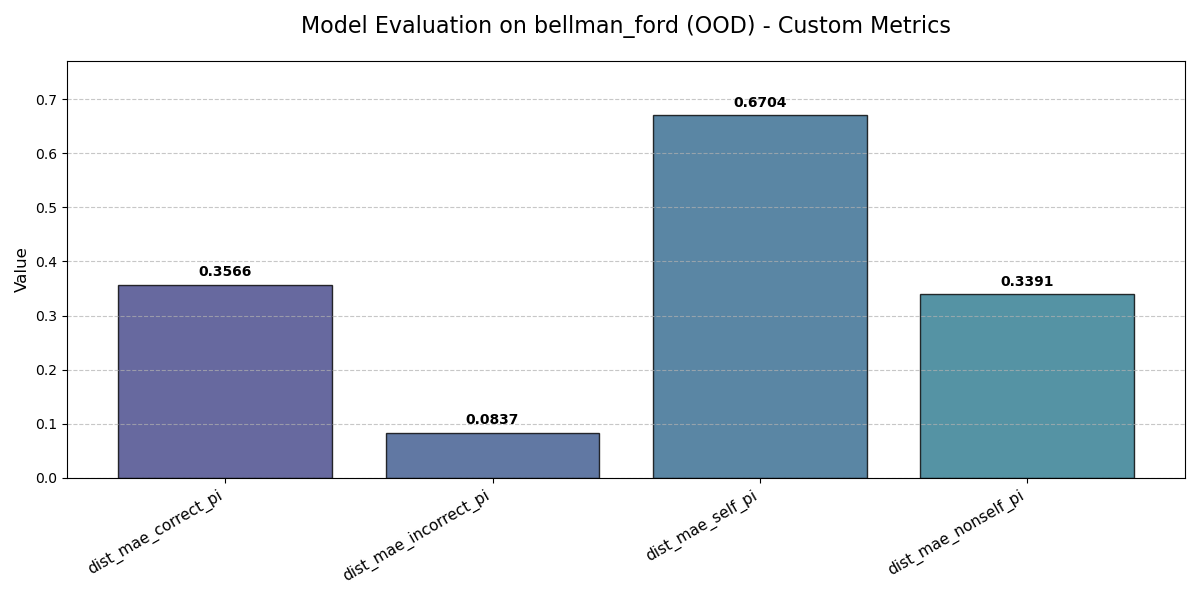 Model Evaluation on bellman_ford (OOD) - Custom Metrics
Value
0.7
0.6
0.5
0.4
0.3
0.2
0.1
0.0
0.3566
0.0837
0.6704
0.3391
dist_mae_correct_pi
dist_mae_incorrect_pi
dist_mae_self_pi
dist_mae_nonself_pi